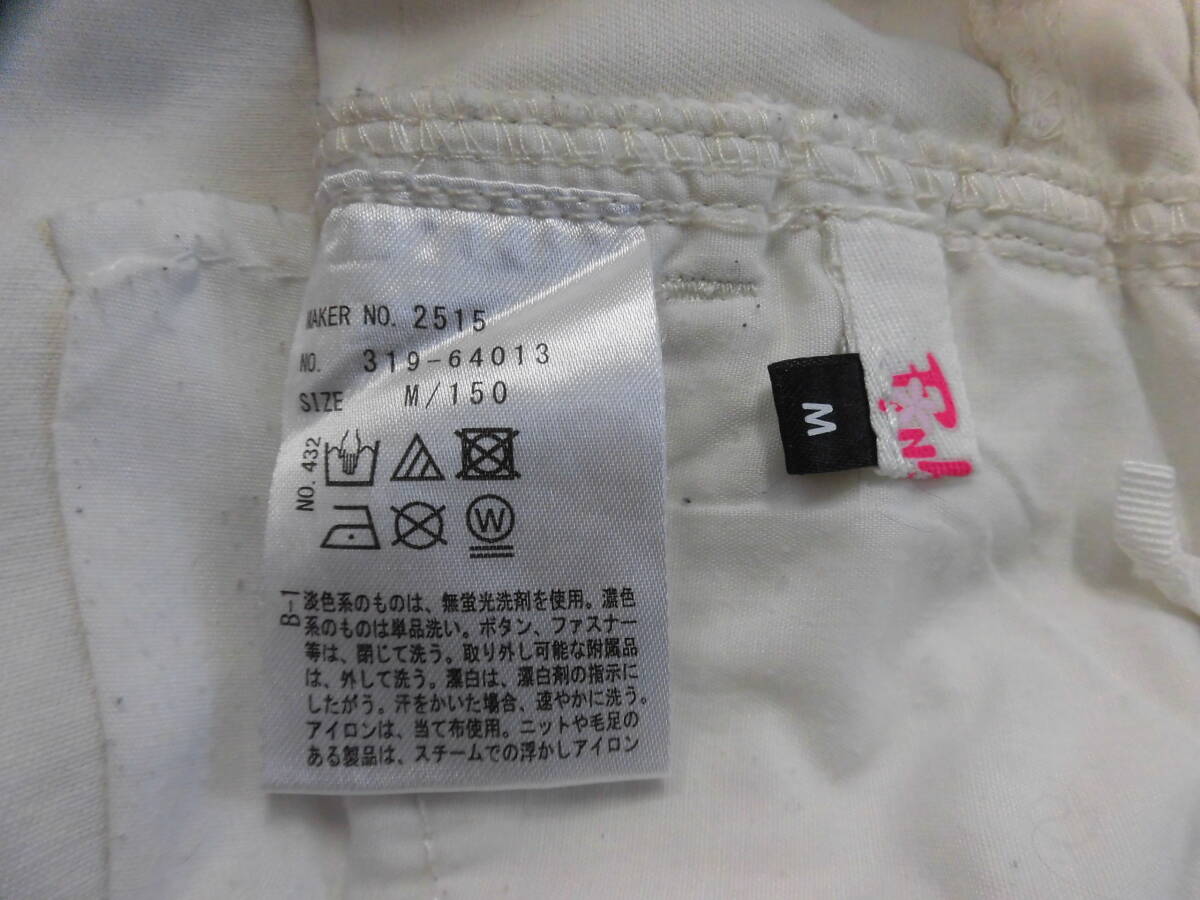 MAKER NO. 2515
NO. 319-64013
SIZE M/150
NO. 432
W
B-1
淡色系のものは、無蛍光洗剤を使用。濃色
系のものは単品洗い。ボタン、ファスナー
等は、閉じて洗う。取り外し可能な附属品
は、外して洗う。漂白は、漂白剤の指示に
したがう。汗をかいた場合、速やかに洗う。
アイロンは、当て布使用。ニットや毛足の
ある製品は、スチームでの浮かしアイロン
M